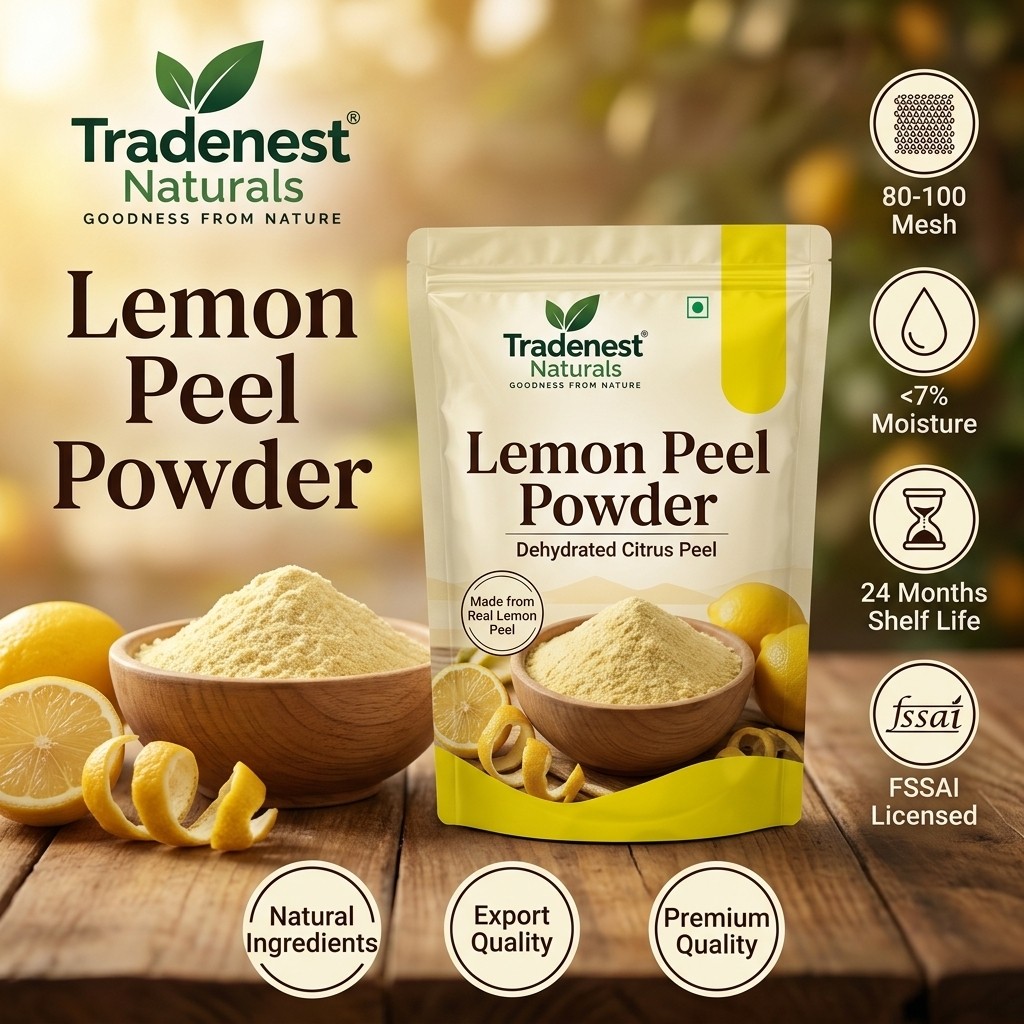 Tradenest®
Naturals
GOODNESS FROM NATURE
Lemon
Peel
Powder
Tradenest®
Naturals
GOODNESS FROM NATURE
Lemon Peel
Powder
Dehydrated Citrus Peel
Made from
Real Lemon
Peel
80-100
Mesh
<7%
Moisture
24 Months
Shelf Life
fssai
FSSAI
Licensed
Natural
Ingredients
Export
Quality
Premium
Quality